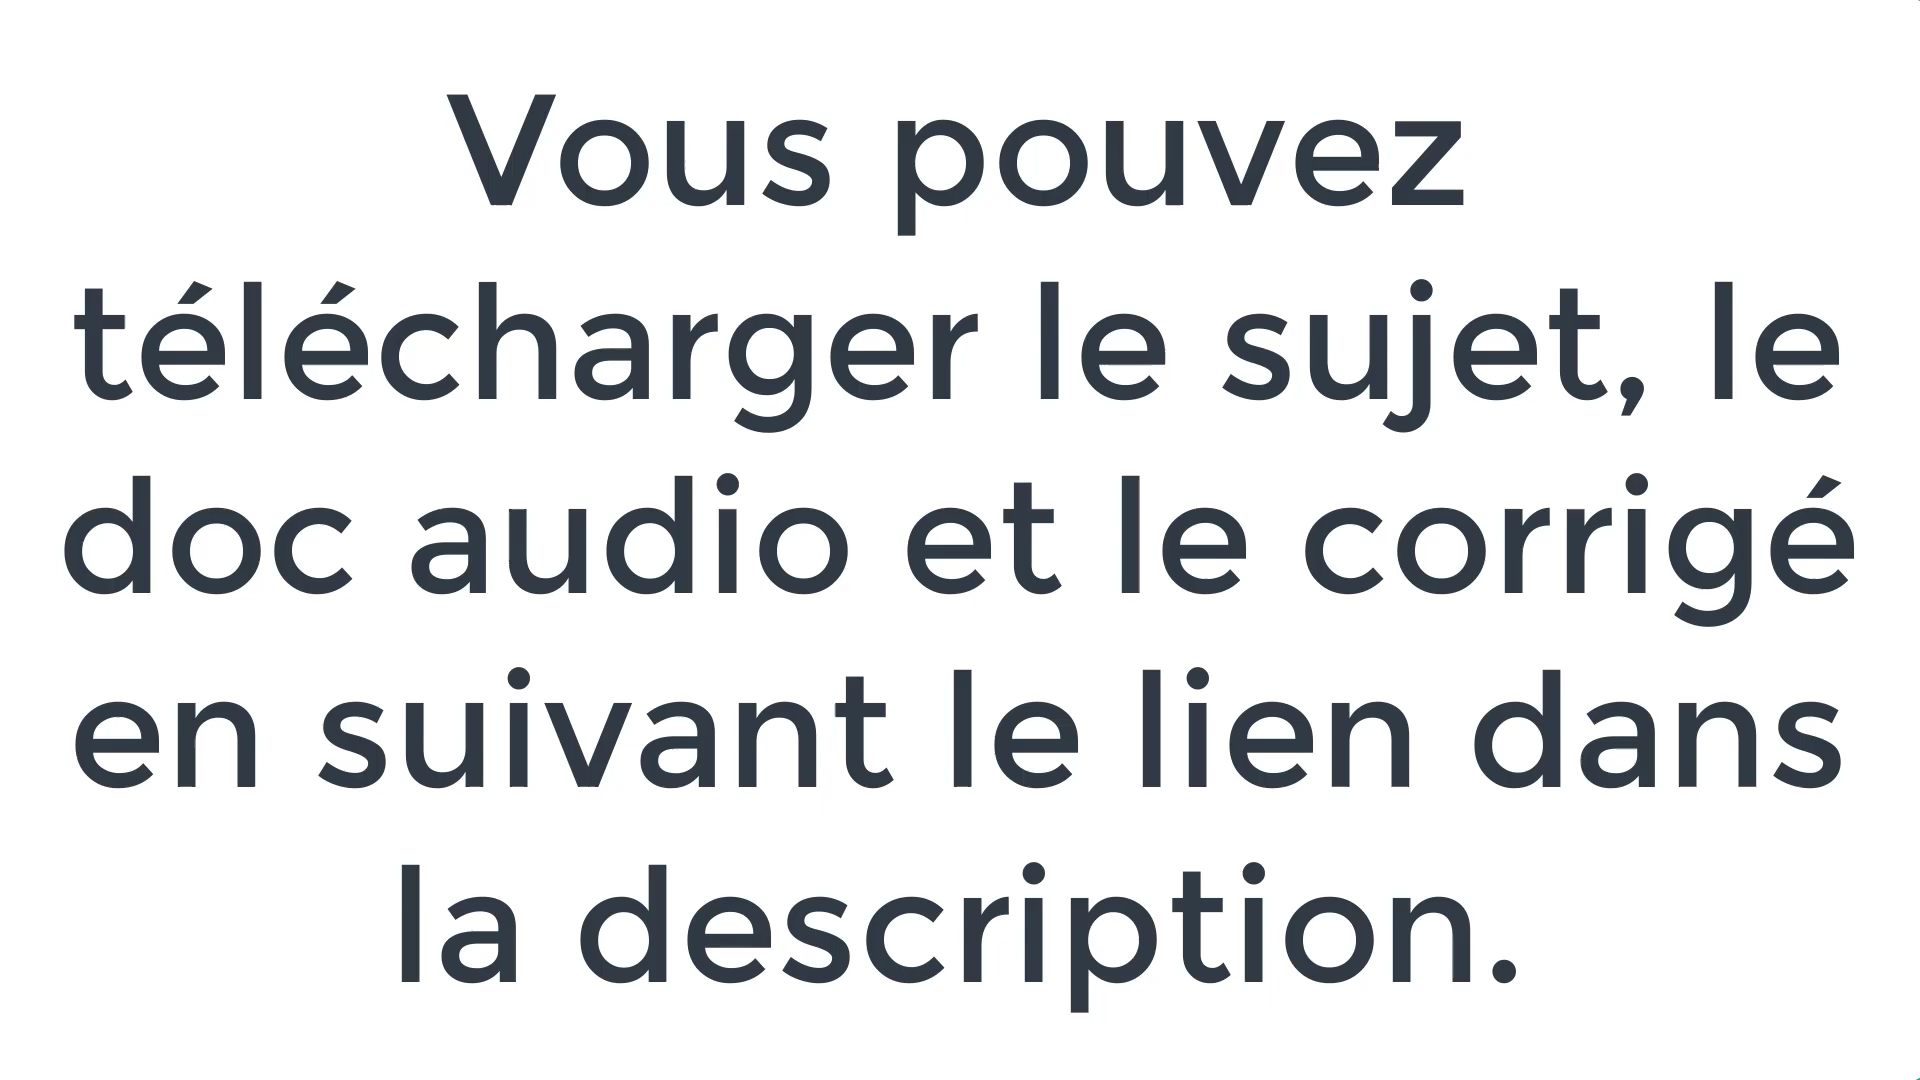 Vous pouvez
télécharger le sujet, le
doc audio et le corrigé
en suivant le lien dans
la description.